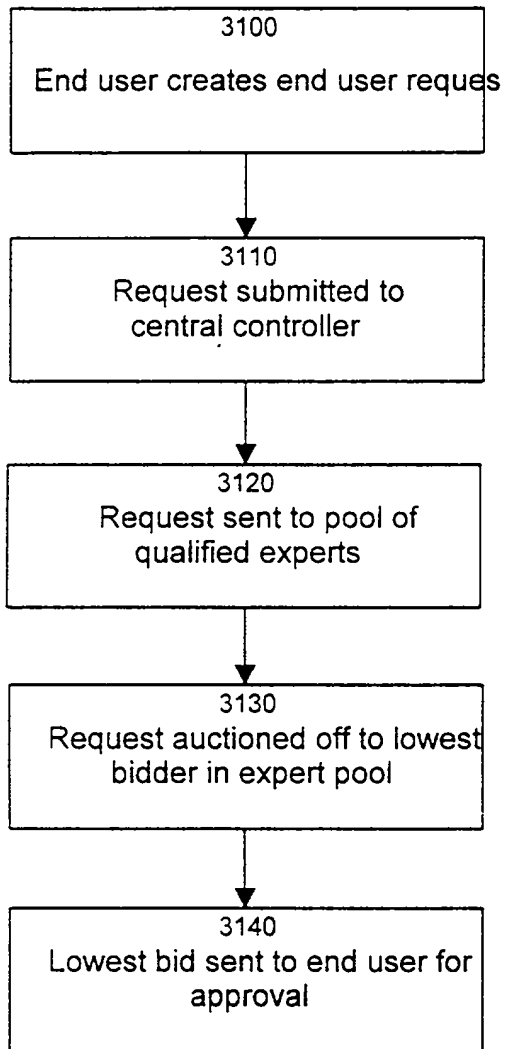 3100
End user creates end user reques
3110
Request submitted to
central controller
3120
Request sent to pool of
qualified experts
3130
Request auctioned off to lowest
bidder in expert pool
3140
Lowest bid sent to end user for
approval